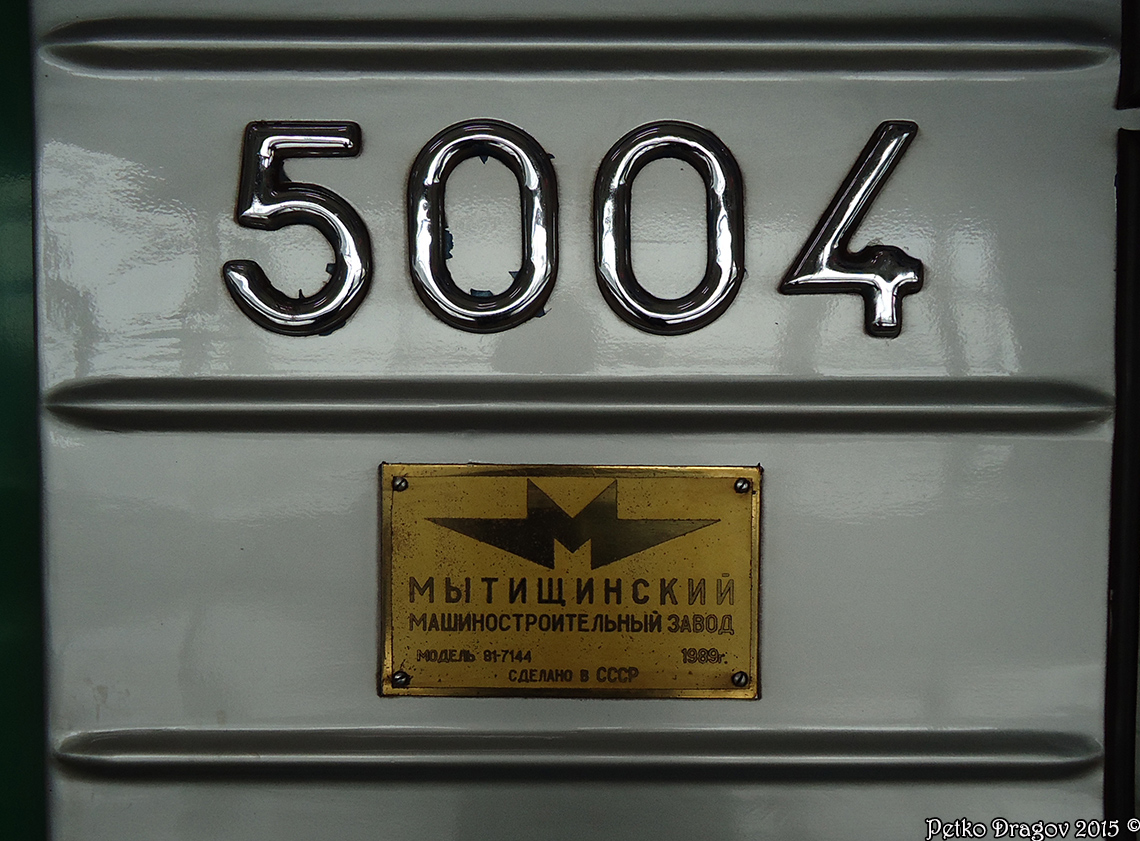 5004
МЫТИЩИНСКИЙ
МАШИНОСТРОИТЕЛЬНЫЙ ЗАВОД
МОДЕЛЬ 81-7144 1989г.
СДЕЛАНО В СССР
Petko Dragov 2015 ©